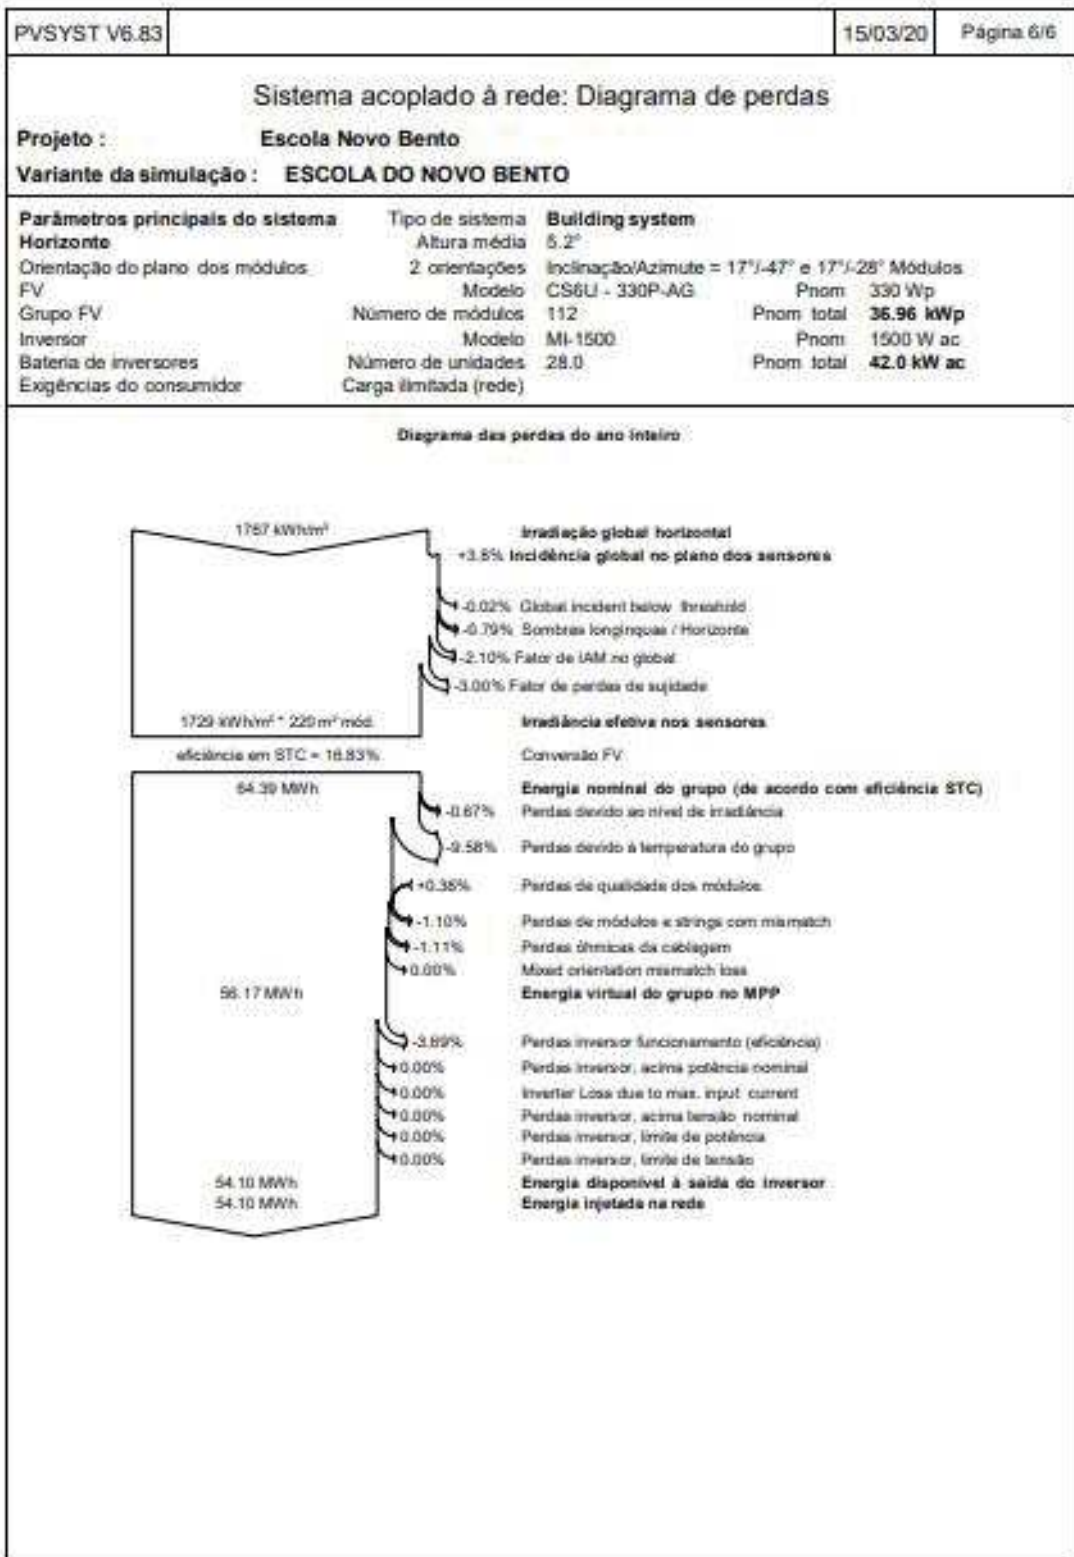 PVSYST V6.83 15/03/20 Página 6/6
Sistema acoplado à rede: Diagrama de perdas
Projeto : Escola Novo Bento
Variante da simulação : ESCOLA DO NOVO BENTO
Parâmetros principais do sistema Tipo de sistema Building system
Horizonte Altura média 5.2°
Orientação do plano dos módulos 2 orientações Inclinação/Azimute = 17°/-47° e 17°/-28° Módulos
FV Modelo CS6U - 330P-AG Pnom 330 Wp
Grupo FV Número de módulos 112 Pnom total 36.96 kWp
Inversor Modelo MI-1500 Pnom 1500 W ac
Bateria de inversores Número de unidades 28.0 Pnom total 42.0 kW ac
Exigências do consumidor Carga ilimitada (rede)
Diagrama das perdas do ano inteiro
kWh/m² Irradiação global horizontal
Incidência global no plano dos sensores
-0.02% Global incident below threshold
-0.79% Sombras longínquas / Horizonte
-2.10% Fator de IAM no global
-3.00% Fator de perdas de sujidade
1729 kWh/m² * 220 m² mód. Irradiância efetiva nos sensores
eficiência em STC = 16.83% Conversão FV
64.39 MWh Energia nominal do grupo (de acordo com eficiência STC)
-0.67% Perdas devido ao nível de irradiância
-9.58% Perdas devido à temperatura do grupo
Perdas de qualidade dos módulos
-1.10% Perdas de módulos e strings com mismatch
-1.11% Perdas óhmicas da cablagem
0.00% Mixed orientation mismatch loss
56.17 MWh Energia virtual do grupo no MPP
Perdas inversor funcionamento (eficiência)
0.00% Perdas inversor, acima potência nominal
0.00% Inverter Loss due to max. input current
0.00% Perdas inversor, acima tensão nominal
0.00% Perdas inversor, limite de potência
0.00% Perdas inversor, limite de tensão
54.10 MWh Energia disponível à saída do inversor
54.10 MWh Energia injetada na rede